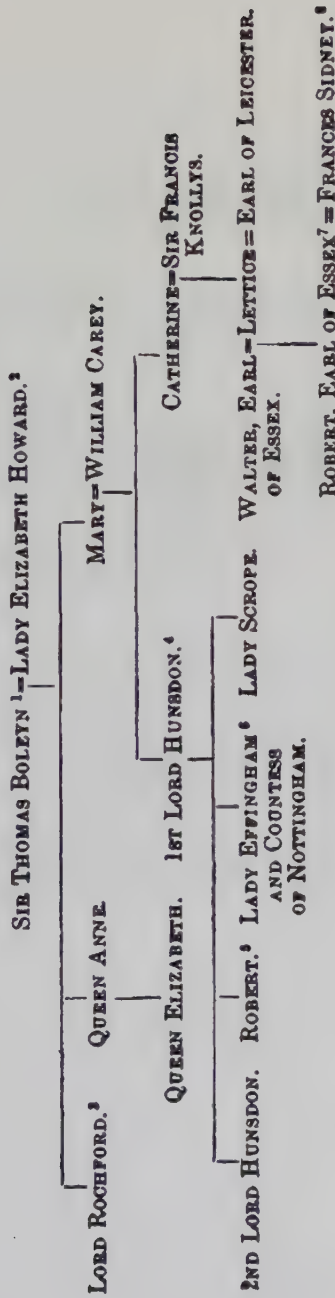 SIR THOMAS BOLEYN ¹=LADY ELIZABETH HOWARD.²
LORD ROCHFORD.³ QUEEN ANNE. MARY=WILLIAM CAREY.
QUEEN ELIZABETH. 1ST LORD HUNSDON.⁴ CATHERINE=SIR FRANCIS
KNOLLYS.
2ND LORD HUNSDON. ROBERT.⁵ LADY EFFINGHAM ⁶ LADY SCROPE. WALTER, EARL=LETTICE=EARL OF LEICESTER.
AND COUNTESS OF ESSEX.
OF NOTTINGHAM.
ROBERT, EARL OF ESSEX⁷=FRANCES SIDNEY.⁸